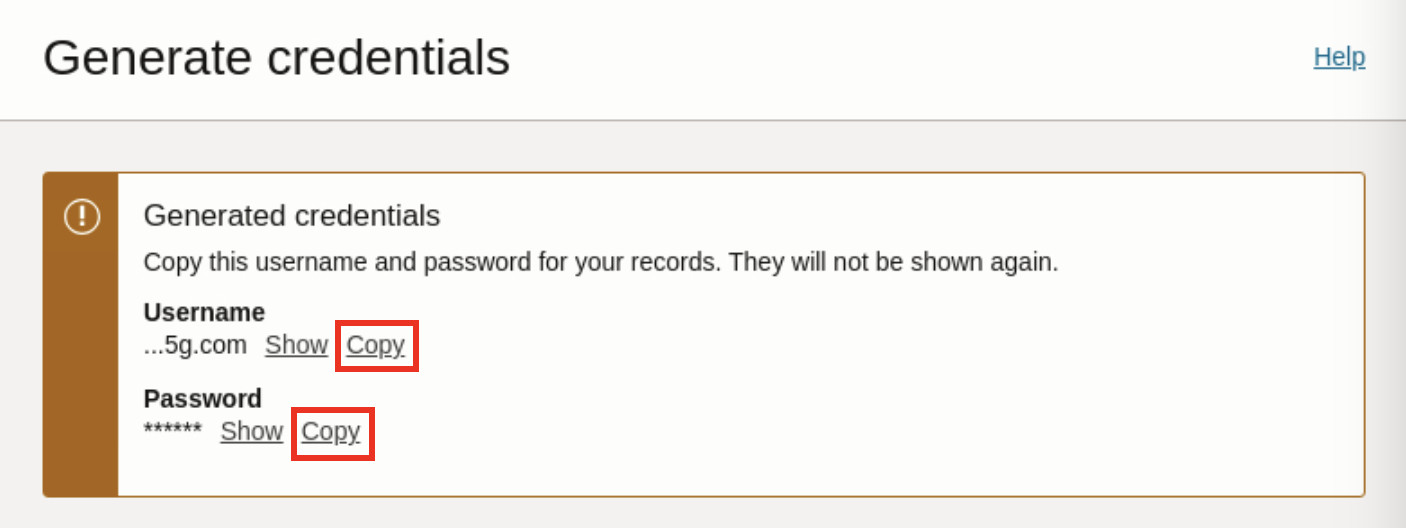 Generate credentials
Help
Generated credentials
Copy this username and password for your records. They will not be shown again.
Username
...5g.com Show Copy
Password
****** Show Copy